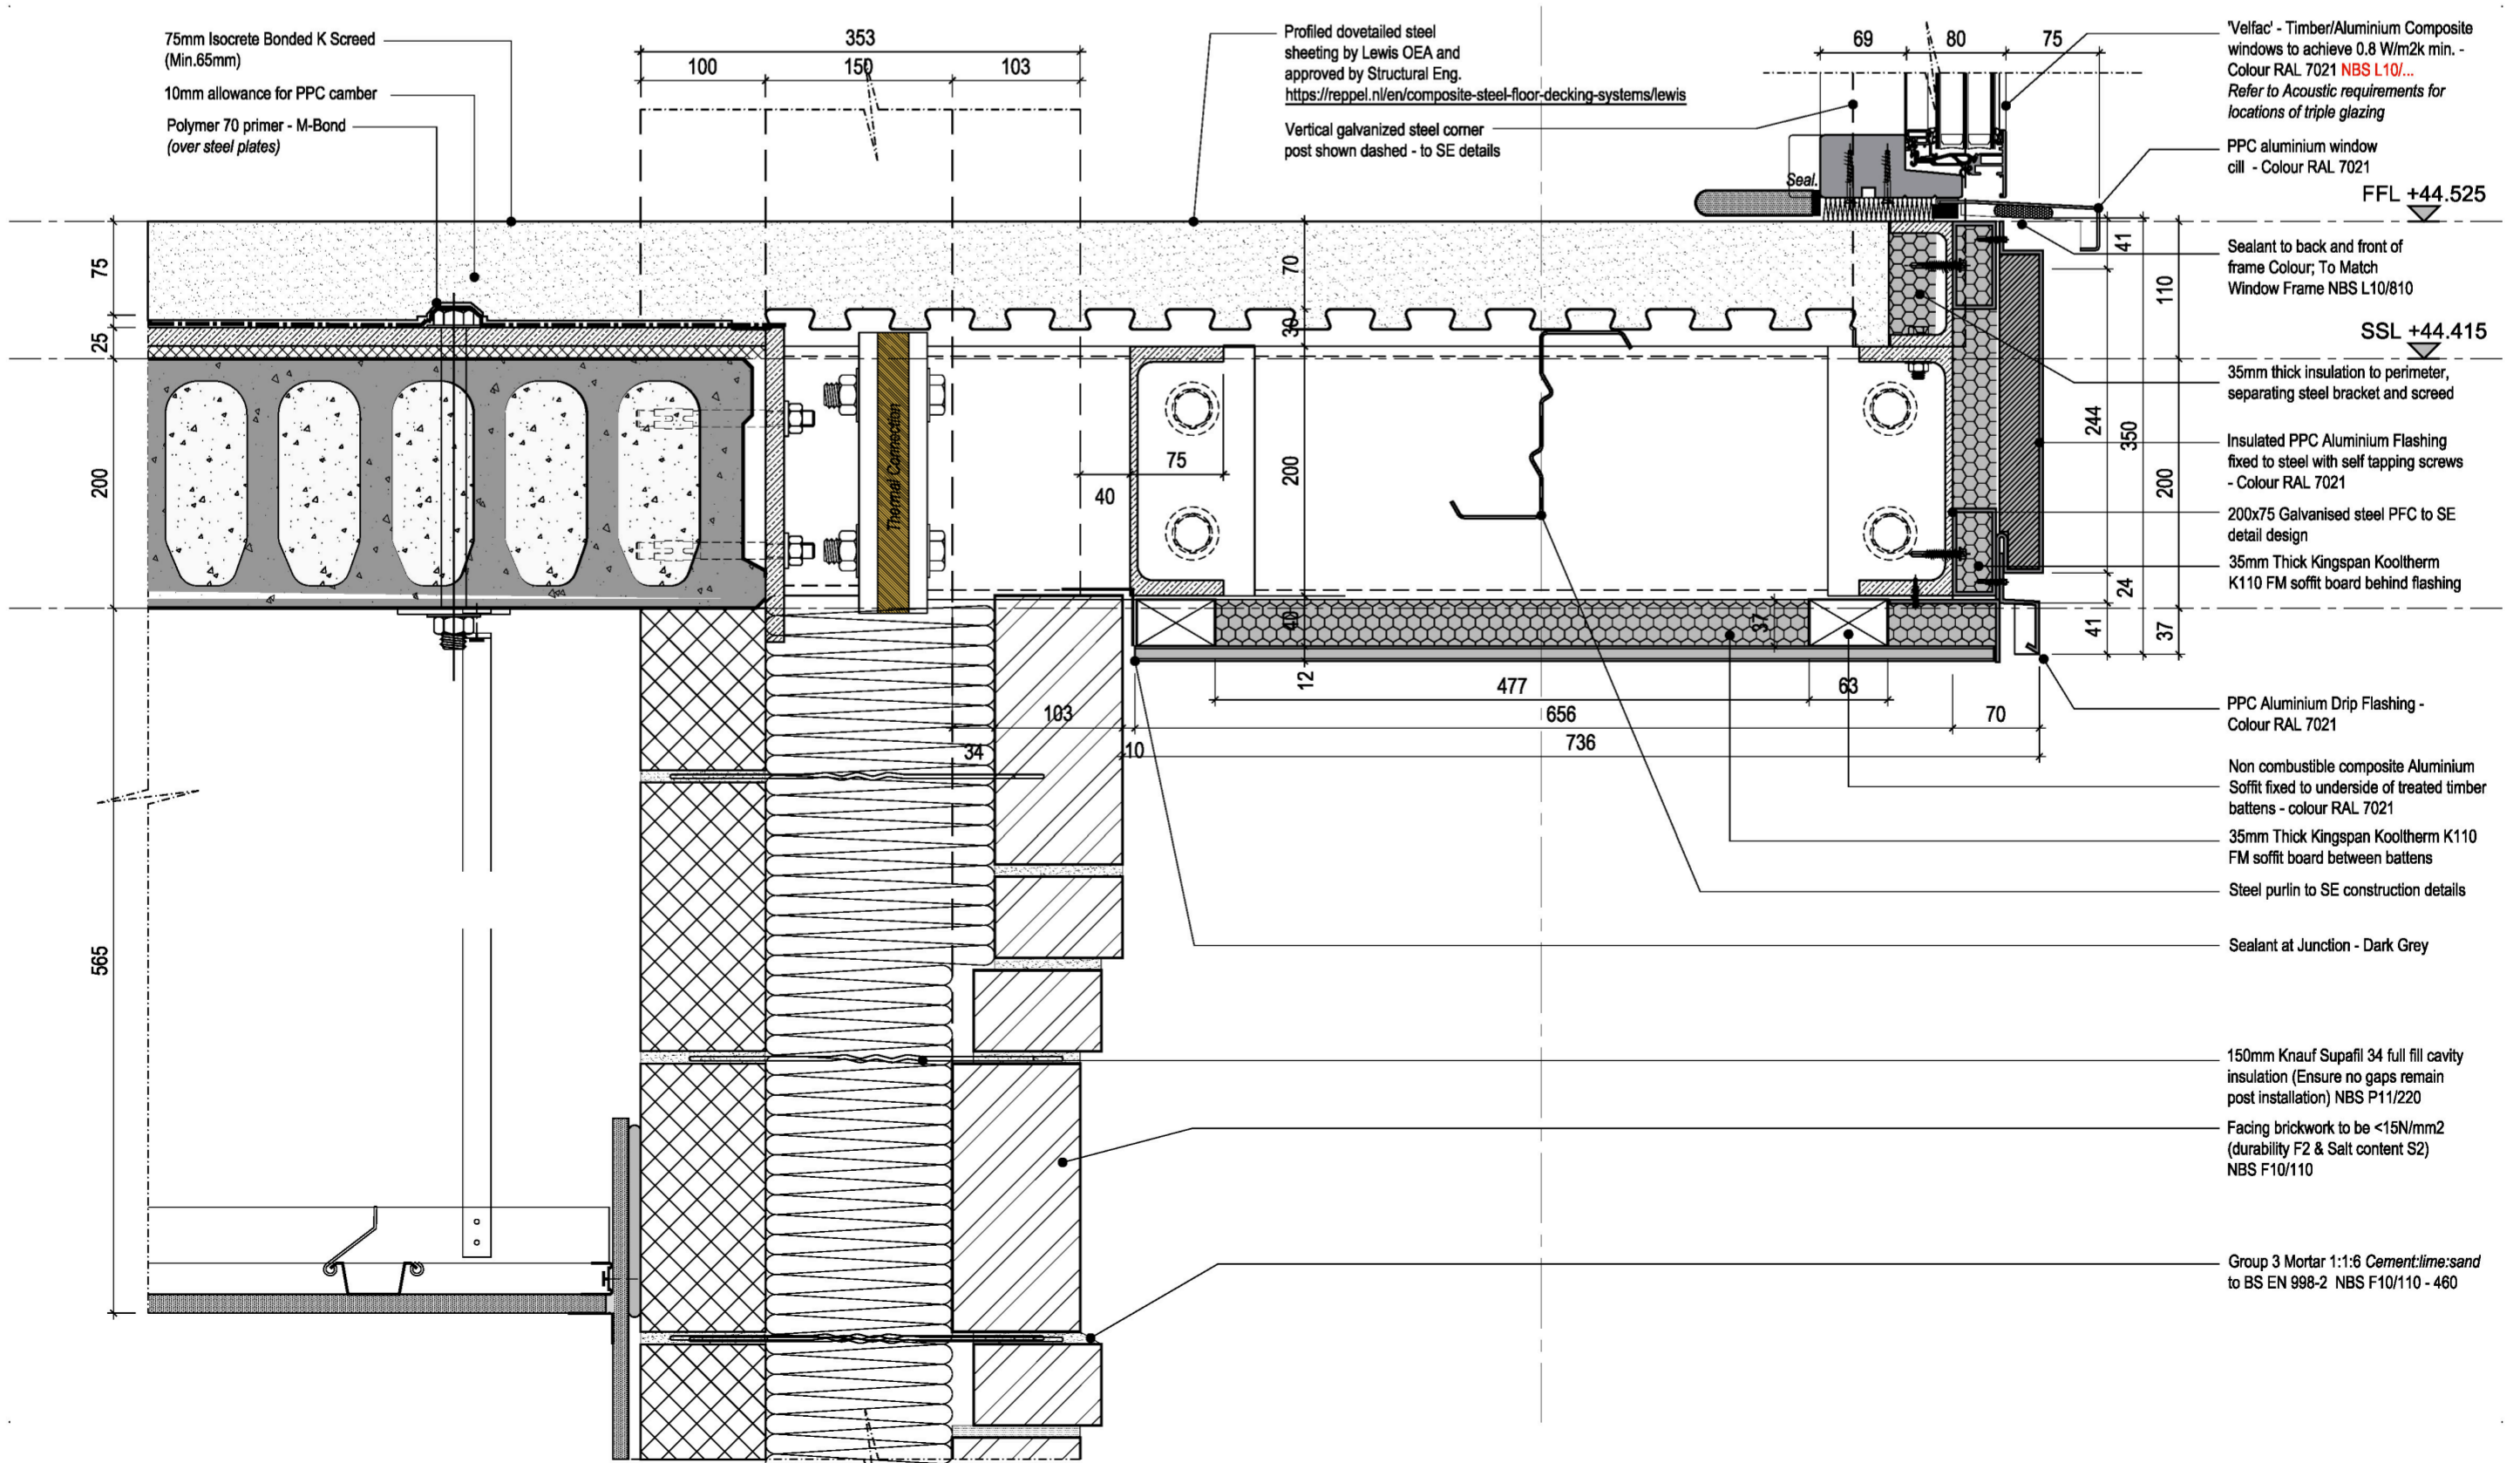 75mm Isocrete Bonded K Screed
(Min.65mm)
10mm allowance for PPC camber
Polymer 70 primer - M-Bond
(over steel plates)
353
100
150
103
Profiled dovetailed steel
sheeting by Lewis OEA and
approved by Structural Eng.
https://reppel.nl/en/composite-steel-floor-decking-systems/lewis
Vertical galvanized steel corner
post shown dashed - to SE details
69
80
75
'Velfac' - Timber/Aluminium Composite
windows to achieve 0.8 W/m2k min. -
Colour RAL 7021 NBS L10/...
Refer to Acoustic requirements for
locations of triple glazing
PPC aluminium window
cill - Colour RAL 7021
Seal.
FFL +44.525
Sealant to back and front of
frame Colour; To Match
Window Frame NBS L10/810
SSL +44.415
35mm thick insulation to perimeter,
separating steel bracket and screed
Insulated PPC Aluminium Flashing
fixed to steel with self tapping screws
- Colour RAL 7021
200x75 Galvanised steel PFC to SE
detail design
35mm Thick Kingspan Kooltherm
K110 FM soffit board behind flashing
PPC Aluminium Drip Flashing -
Colour RAL 7021
Non combustible composite Aluminium
Soffit fixed to underside of treated timber
battens - colour RAL 7021
35mm Thick Kingspan Kooltherm K110
FM soffit board between battens
Steel purlin to SE construction details
Sealant at Junction - Dark Grey
150mm Knauf Supafil 34 full fill cavity
insulation (Ensure no gaps remain
post installation) NBS P11/220
Facing brickwork to be <15N/mm2
(durability F2 & Salt content S2)
NBS F10/110
Group 3 Mortar 1:1:6 Cement:lime:sand
to BS EN 998-2 NBS F10/110 - 460
75
25
200
565
Thermal Connection
70
30
200
40
12
75
40
37
477
63
103
656
70
34
10
736
41
110
244
350
200
24
41
37